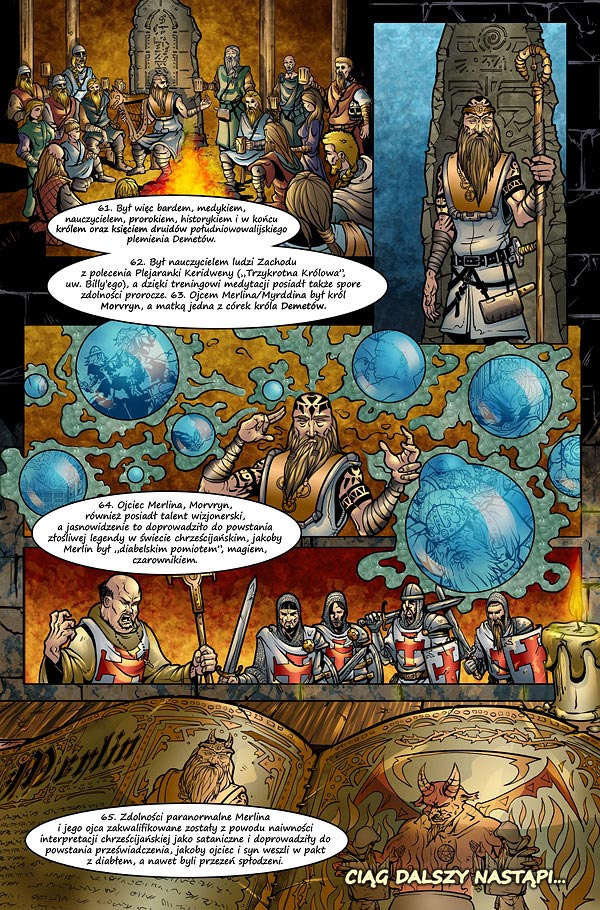 61. Był więc bardem, medykiem,
nauczycielem, prorokiem, historykiem i w końcu
królem oraz księciem druidów południowowalijskiego
plemienia Demetów.
62. Był nauczycielem ludzi Zachodu
z polecenia Plejaranki Keridweny („Trzykrotna Królowa”,
uw. Billy'ego), a dzięki treningowi medytacji posiadł także spore
zdolności prorocze. 63. Ojcem Merlina/Myrddina był król
Morvryn, a matką jedna z córek króla Demetów.
64. Ojciec Merlina, Morvryn,
również posiadł talent wizjonerski,
a jasnowidzenie to doprowadziło do powstania
złośliwej legendy w świecie chrześcijańskim, jakoby
Merlin był „diabelskim pomiotem”, magiem,
czarownikiem.
Merlin
65. Zdolności paranormalne Merlina
i jego ojca zakwalifikowane zostały z powodu naiwności
interpretacji chrześcijańskiej jako sataniczne i doprowadziły do
powstania przeświadczenia, jakoby ojciec i syn weszli w pakt
z diabłem, a nawet byli przezeń spłodzeni.
CIĄG DALSZY NASTĄPI...